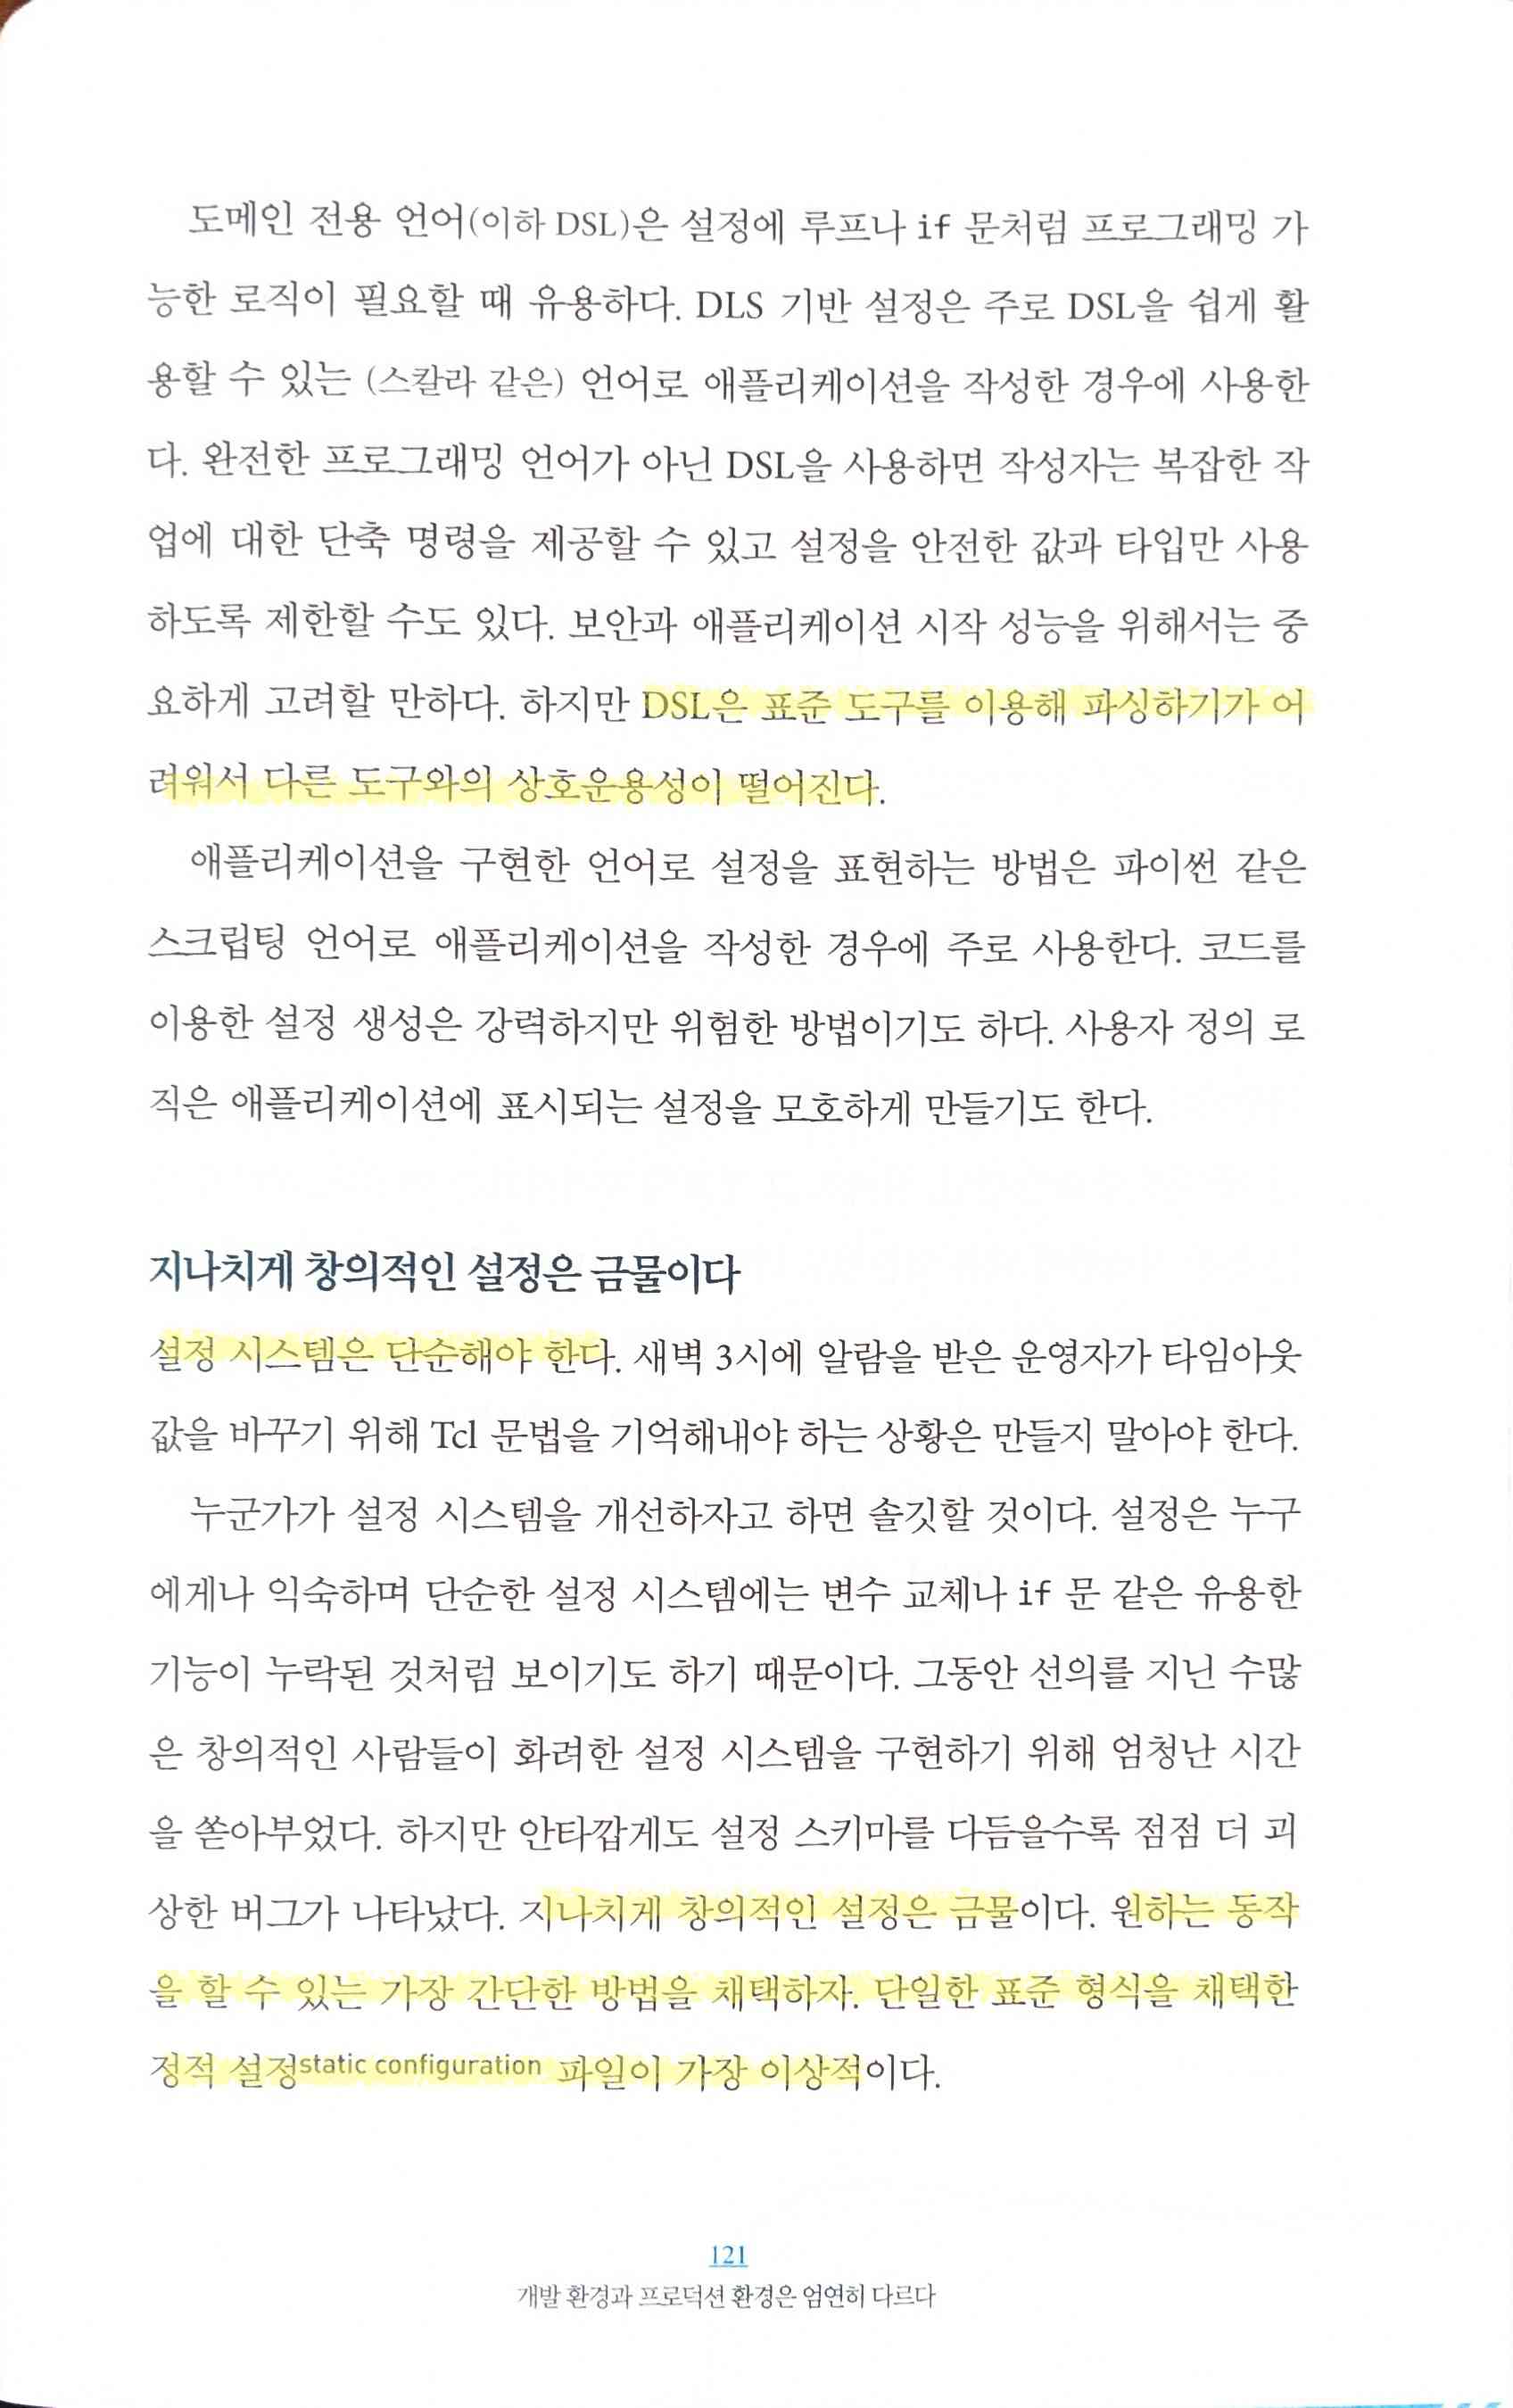 도메인 전용 언어(이하 DSL)은 설정에 루프나 if 문처럼 프로그래밍 가
능한 로직이 필요할 때 유용하다. DLS 기반 설정은 주로 DSL을 쉽게 활
용할 수 있는 (스칼라 같은) 언어로 애플리케이션을 작성한 경우에 사용한
다. 완전한 프로그래밍 언어가 아닌 DSL을 사용하면 작성자는 복잡한 작
업에 대한 단축 명령을 제공할 수 있고 설정을 안전한 값과 타입만 사용
하도록 제한할 수도 있다. 보안과 애플리케이션 시작 성능을 위해서는 중
요하게 고려할 만하다. 하지만 DSL은 표준 도구를 이용해 파싱하기가 어
려워서 다른 도구와의 상호운용성이 떨어진다.
애플리케이션을 구현한 언어로 설정을 표현하는 방법은 파이썬 같은
스크립팅 언어로 애플리케이션을 작성한 경우에 주로 사용한다. 코드를
이용한 설정 생성은 강력하지만 위험한 방법이기도 하다. 사용자 정의 로
직은 애플리케이션에 표시되는 설정을 모호하게 만들기도 한다.
지나치게 창의적인 설정은 금물이다
설정 시스템은 단순해야 한다. 새벽 3시에 알람을 받은 운영자가 타임아웃
값을 바꾸기 위해 Tcl 문법을 기억해내야 하는 상황은 만들지 말아야 한다.
누군가가 설정 시스템을 개선하자고 하면 솔깃할 것이다. 설정은 누구
에게나 익숙하며 단순한 설정 시스템에는 변수 교체나 if 문 같은 유용한
기능이 누락된 것처럼 보이기도 하기 때문이다. 그동안 선의를 지닌 수많
은 창의적인 사람들이 화려한 설정 시스템을 구현하기 위해 엄청난 시간
을 쏟아부었다. 하지만 안타깝게도 설정 스키마를 다듬을수록 점점 더 괴
상한 버그가 나타났다. 지나치게 창의적인 설정은 금물이다. 원하는 동작
을 할 수 있는 가장 간단한 방법을 채택하자. 단일한 표준 형식을 채택한
정적 설정static configuration 파일이 가장 이상적이다.
121
개발 환경과 프로덕션 환경은 엄연히 다르다